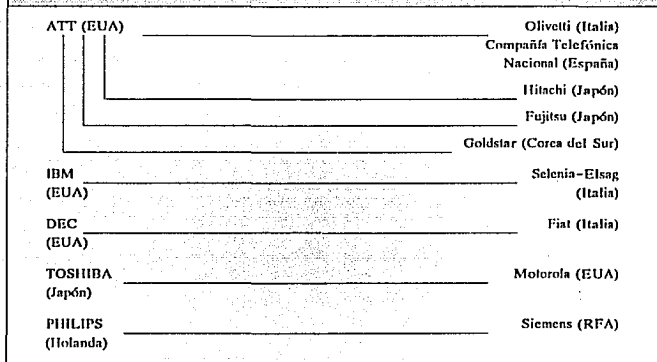 ATT (EUA) Olivetti (Italia)
Compañía Telefónica
Nacional (España)
Hitachi (Japón)
Fujitsu (Japón)
Goldstar (Corea del Sur)
IBM Selenia-Elsag
(EUA) (Italia)
DEC Fiat (Italia)
(EUA)
TOSHIBA Motorola (EUA)
(Japón)
PHILIPS Siemens (RFA)
(Holanda)